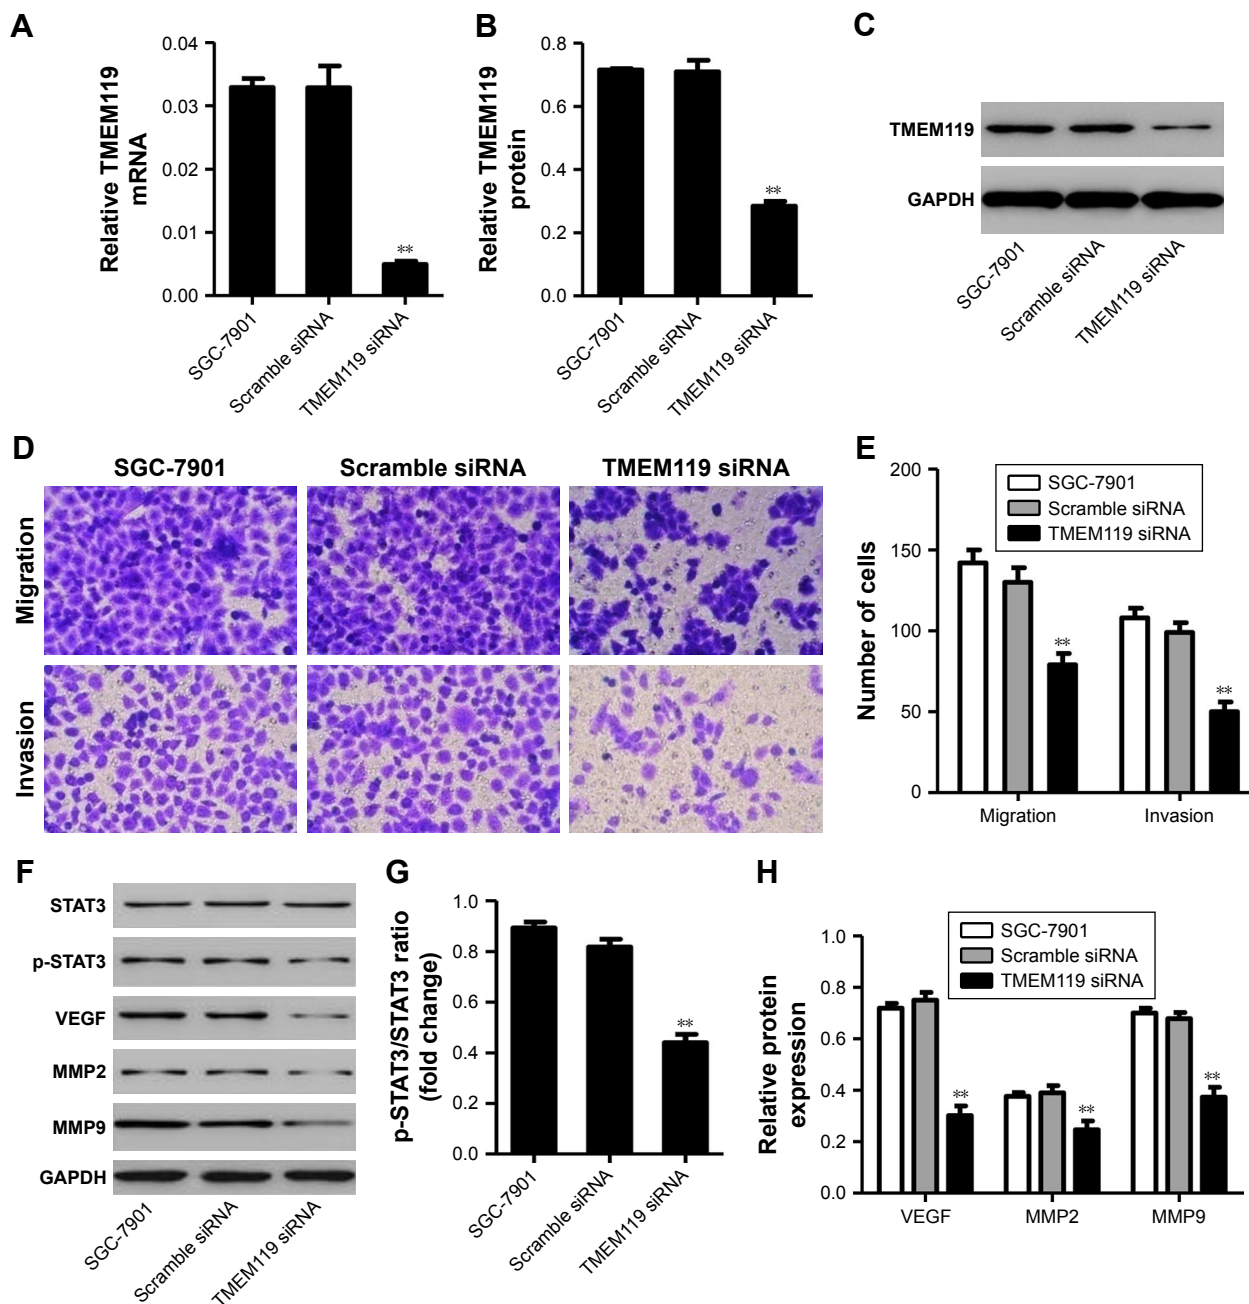 A
Relative TMEM119
mRNA
0.04
0.03
0.02
0.01
0.00
**
SGC-7901
Scramble siRNA
TMEM119 siRNA
B
Relative TMEM119
protein
0.8
0.6
0.4
0.2
0.0
**
SGC-7901
Scramble siRNA
TMEM119 siRNA
C
TMEM119
GAPDH
SGC-7901
Scramble siRNA
TMEM119 siRNA
D
SGC-7901
Scramble siRNA
TMEM119 siRNA
Migration
Invasion
E
Number of cells
200
150
100
50
0
SGC-7901
Scramble siRNA
TMEM119 siRNA
**
**
Migration
Invasion
F
STAT3
p-STAT3
VEGF
MMP2
MMP9
GAPDH
SGC-7901
Scramble siRNA
TMEM119 siRNA
G
p-STAT3/STAT3 ratio
(fold change)
1.0
0.8
0.6
0.4
0.2
0.0
**
SGC-7901
Scramble siRNA
TMEM119 siRNA
H
Relative protein
expression
1.0
0.8
0.6
0.4
0.2
0.0
SGC-7901
Scramble siRNA
TMEM119 siRNA
**
**
**
VEGF
MMP2
MMP9